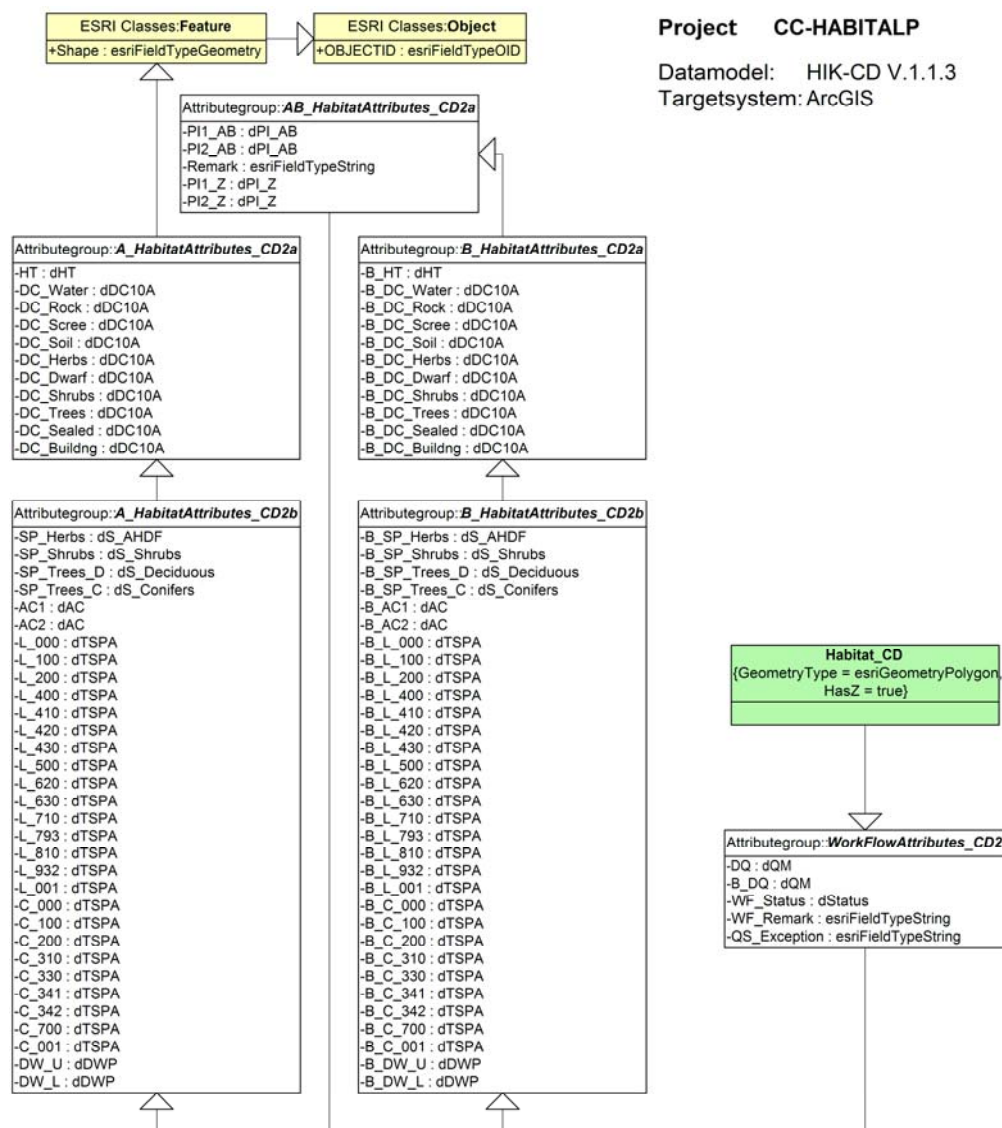 ESRI Classes:Feature
+Shape : esriFieldTypeGeometry
ESRI Classes:Object
+OBJECTID : esriFieldTypeOID
Project CC-HABITALP
Datamodel: HIK-CD V.1.1.3
Targetsystem: ArcGIS
Attributegroup::AB_HabitatAttributes_CD2a
-PI1_AB : dPI_AB
-PI2_AB : dPI_AB
-Remark : esriFieldTypeString
-PI1_Z : dPI_Z
-PI2_Z : dPI_Z
Attributegroup::A_HabitatAttributes_CD2a
-HT : dHT
-DC_Water : dDC10A
-DC_Rock : dDC10A
-DC_Scree : dDC10A
-DC_Soil : dDC10A
-DC_Herbs : dDC10A
-DC_Dwarf : dDC10A
-DC_Shrubs : dDC10A
-DC_Trees : dDC10A
-DC_Sealed : dDC10A
-DC_Buildng : dDC10A
Attributegroup::B_HabitatAttributes_CD2a
-B_HT : dHT
-B_DC_Water : dDC10A
-B_DC_Rock : dDC10A
-B_DC_Scree : dDC10A
-B_DC_Soil : dDC10A
-B_DC_Herbs : dDC10A
-B_DC_Dwarf : dDC10A
-B_DC_Shrubs : dDC10A
-B_DC_Trees : dDC10A
-B_DC_Sealed : dDC10A
-B_DC_Buildng : dDC10A
Attributegroup::A_HabitatAttributes_CD2b
-SP_Herbs : dS_AHDF
-SP_Shrubs : dS_Shrubs
-SP_Trees_D : dS_Deciduous
-SP_Trees_C : dS_Conifers
-AC1 : dAC
-AC2 : dAC
-L_000 : dTSPA
-L_100 : dTSPA
-L_200 : dTSPA
-L_400 : dTSPA
-L_410 : dTSPA
-L_420 : dTSPA
-L_430 : dTSPA
-L_500 : dTSPA
-L_620 : dTSPA
-L_630 : dTSPA
-L_710 : dTSPA
-L_793 : dTSPA
-L_810 : dTSPA
-L_932 : dTSPA
-L_001 : dTSPA
-C_000 : dTSPA
-C_100 : dTSPA
-C_200 : dTSPA
-C_310 : dTSPA
-C_330 : dTSPA
-C_341 : dTSPA
-C_342 : dTSPA
-C_700 : dTSPA
-C_001 : dTSPA
-DW_U : dDWP
-DW_L : dDWP
Attributegroup::B_HabitatAttributes_CD2b
-B_SP_Herbs : dS_AHDF
-B_SP_Shrubs : dS_Shrubs
-B_SP_Trees_D : dS_Deciduous
-B_SP_Trees_C : dS_Conifers
-B_AC1 : dAC
-B_AC2 : dAC
-B_L_000 : dTSPA
-B_L_100 : dTSPA
-B_L_200 : dTSPA
-B_L_400 : dTSPA
-B_L_410 : dTSPA
-B_L_420 : dTSPA
-B_L_430 : dTSPA
-B_L_500 : dTSPA
-B_L_620 : dTSPA
-B_L_630 : dTSPA
-B_L_710 : dTSPA
-B_L_793 : dTSPA
-B_L_810 : dTSPA
-B_L_932 : dTSPA
-B_L_001 : dTSPA
-B_C_000 : dTSPA
-B_C_100 : dTSPA
-B_C_200 : dTSPA
-B_C_310 : dTSPA
-B_C_330 : dTSPA
-B_C_341 : dTSPA
-B_C_342 : dTSPA
-B_C_700 : dTSPA
-B_C_001 : dTSPA
-B_DW_U : dDWP
-B_DW_L : dDWP
Habitat_CD
{GeometryType = esriGeometryPolygon,
HasZ = true}
Attributegroup::WorkFlowAttributes_CD2
-DQ : dQM
-B_DQ : dQM
-WF_Status : dStatus
-WF_Remark : esriFieldTypeString
-QS_Exception : esriFieldTypeString